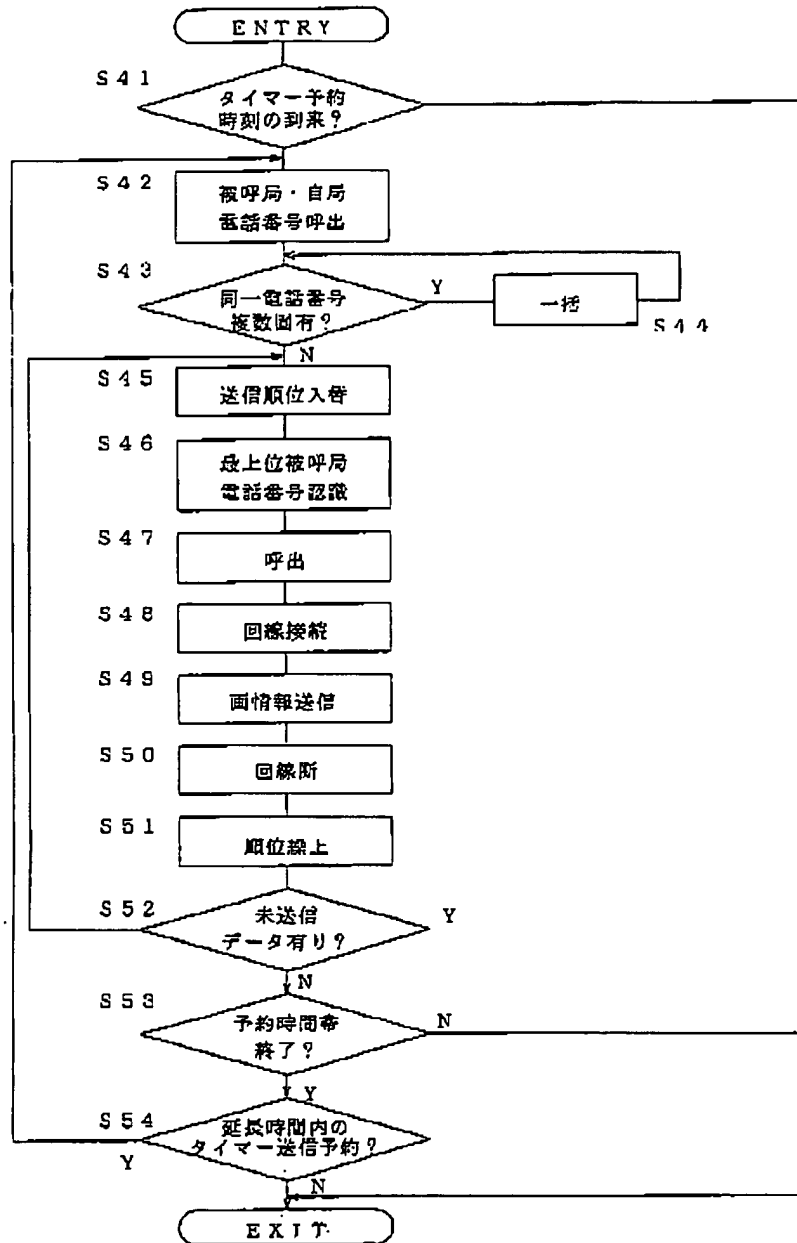 ENTRY
S41
タイマー予約
時刻の到来?
S42
被呼局・自局
電話番号呼出
S43
同一電話番号
複数固有?
Y
一括
S44
N
S45
送信順位入替
S46
最上位被呼局
電話番号認識
S47
呼出
S48
回線接続
S49
画情報送信
S50
回線断
S51
順位繰上
S52
未送信
データ有り?
Y
N
S53
予約時間帯
終了?
N
Y
S54
延長時間内の
タイマー送信予約?
Y
N
EXIT